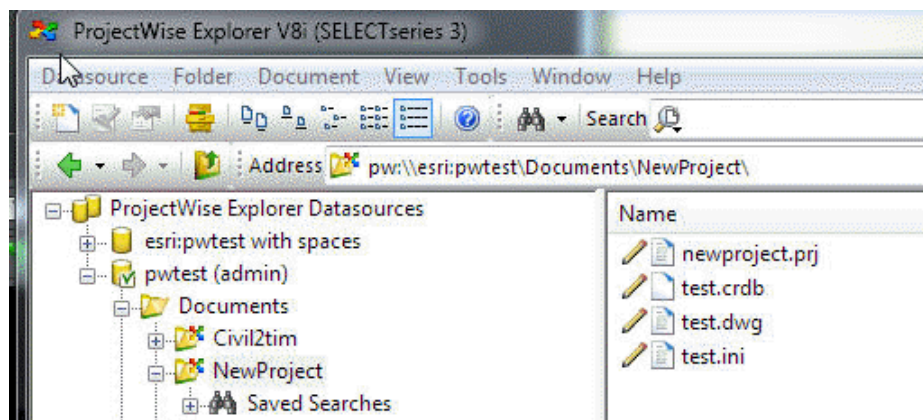 ProjectWise Explorer V8i (SELECTseries 3)
Datasource Folder Document View Tools Window Help
Search
Address pw:\\esri:pwtest\Documents\NewProject\
ProjectWise Explorer Datasources
esri:pwtest with spaces
pwtest (admin)
Documents
Civil2tim
NewProject
Saved Searches
Name
newproject.prj
test.crdb
test.dwg
test.ini